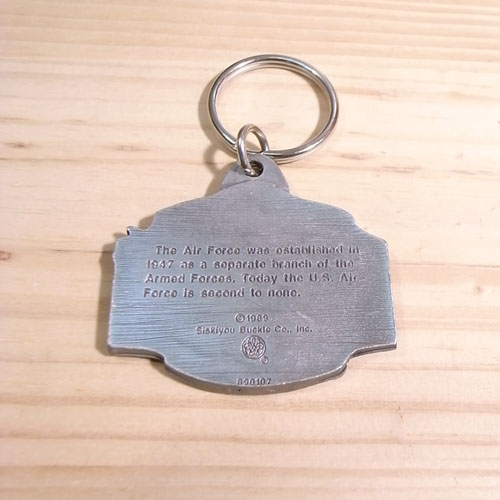 The Air Force was established in
1947 as a separate branch of the
Armed Forces. Today the U.S. Air
Force is second to none.
©1989
Siskiyou Buckle Co., Inc.